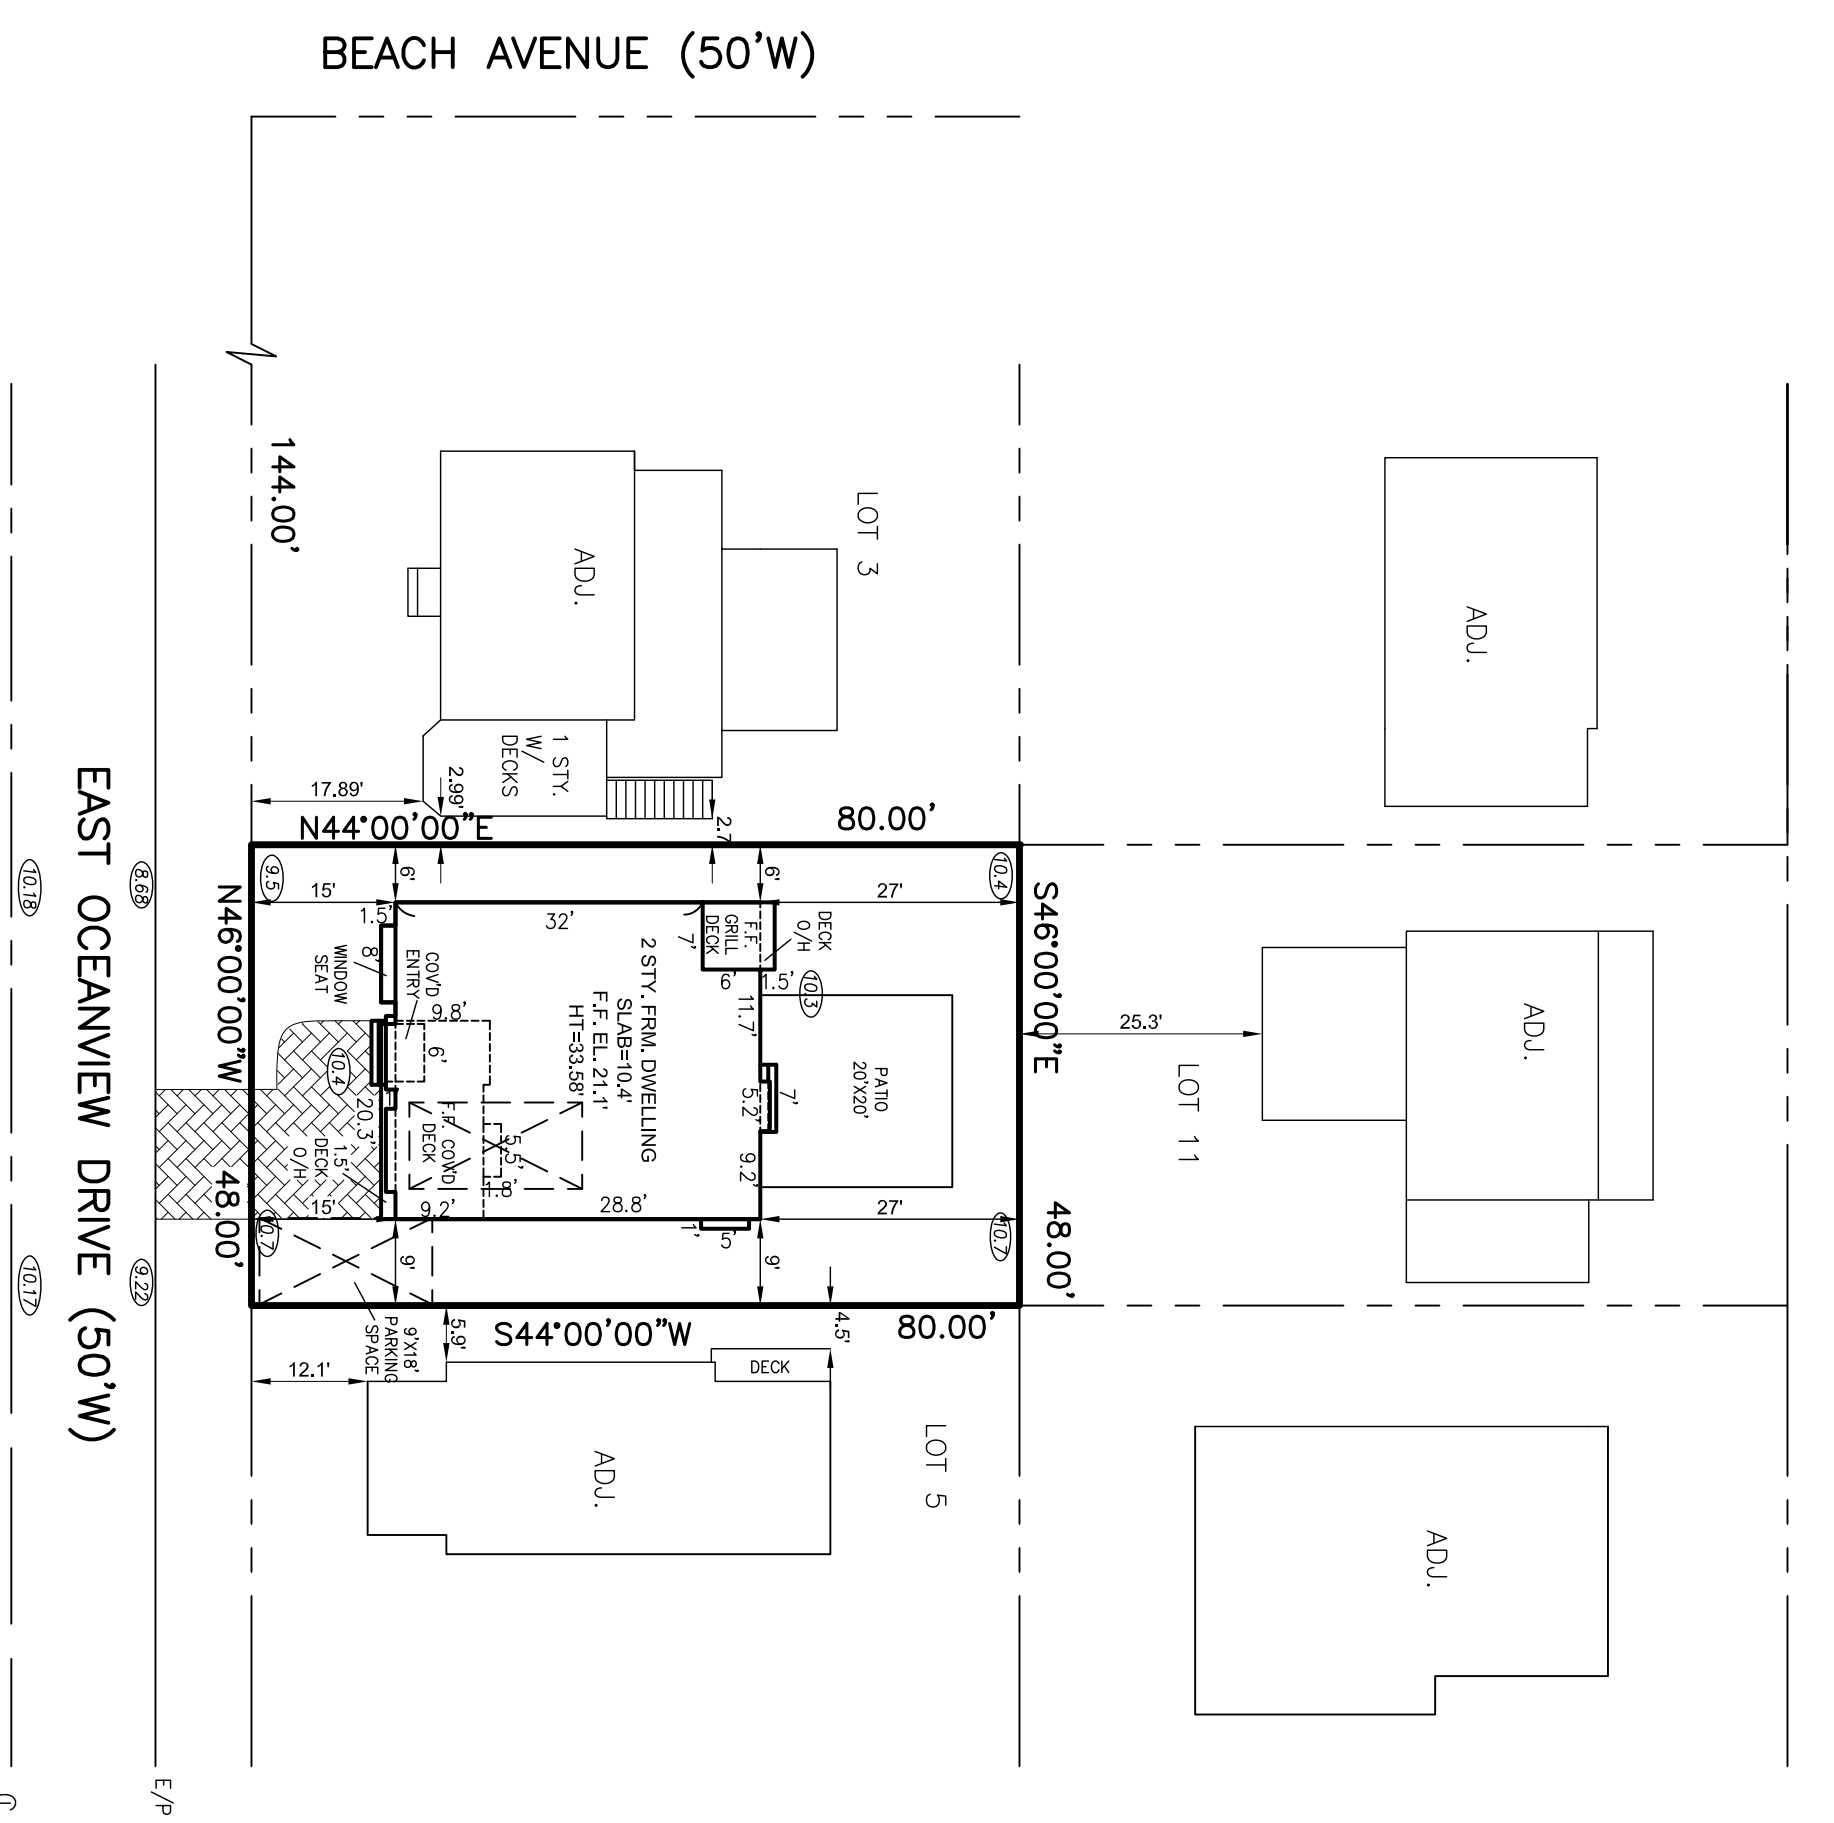 BEACH AVENUE (50'W)
EAST OCEANVIEW DRIVE (50'W)
144.00'
LOT 3
ADJ.
1 STY.
W/
DECKS
17.89'
2.99'
2.7
N44°00'00"E
80.00'
ADJ.
S46°00'00"E
48.00'
25.3'
LOT 11
ADJ.
N46°00'00"W
48.00'
9.5
10.4
6'
6'
15'
27'
1.5'
32'
8'
WINDOW
SEAT
COV'D
ENTRY
9.8'
6'
7'
F.F.
GRILL
DECK
DECK
O/H
6'
1.5'
10.3
11.7'
2 STY. FRM. DWELLING
SLAB=10.4'
F.F. EL. 21.1'
HT=33.58'
PATIO
20'X20'
7'
5.2'
9.2'
10.4
20.3'
1'
1.5'
DECK
O/H
F.F. COV'D
DECK
5.5'
1.8'
9.2'
28.8'
15'
27'
10.7
10.7
9'
9'
1'
5'
9'X18'
PARKING
SPACE
5.9'
S44°00'00"W
80.00'
4.5'
12.1'
DECK
ADJ.
LOT 5
ADJ.
10.18
8.68
9.22
10.17
E/P